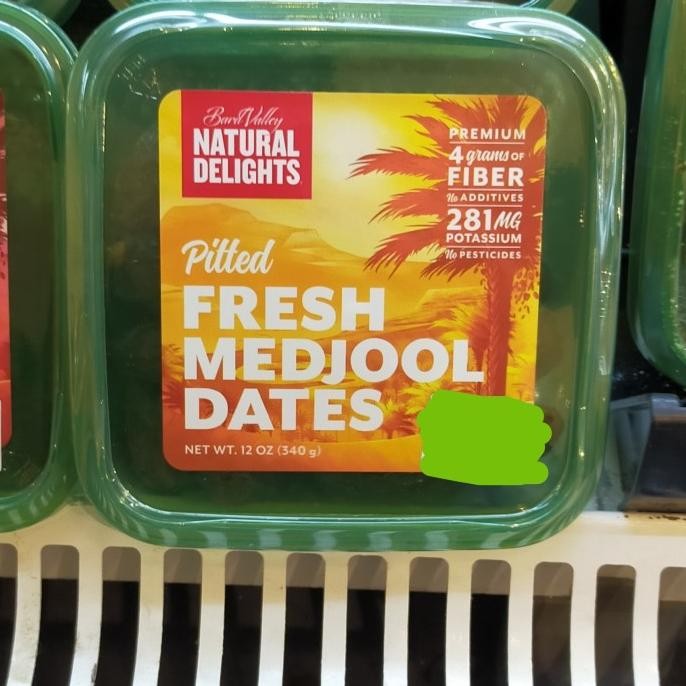 Bard Valley
NATURAL
DELIGHTS
PREMIUM
4 grams OF
FIBER
No ADDITIVES
281MG
POTASSIUM
No PESTICIDES
Pitted
FRESH
MEDJOOL
DATES
NET WT. 12 OZ (340 g)